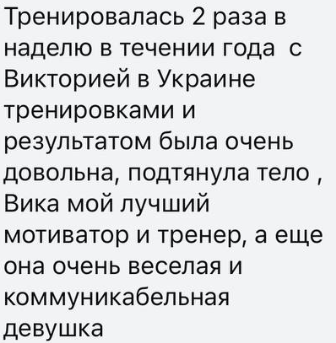 Тренировалась 2 раза в
наделю в течении года  с
Викторией в Украине
тренировками и
результатом была очень
довольна, подтянула тело ,
Вика мой лучший
мотиватор и тренер, а еще
она очень веселая и
коммуникабельная
девушка